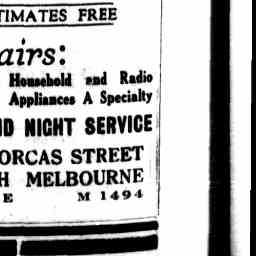 TIMATES FREE
airs:
Household and Radio
Appliances A Specialty
ND NIGHT SERVICE
ORCAS STREET
H MELBOURNE
E M 1494